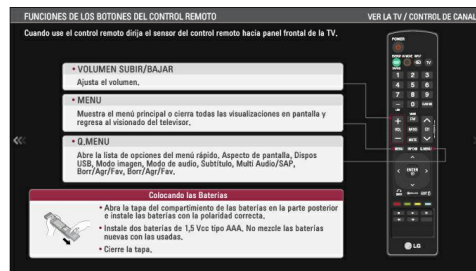 FUNCIONES DE LOS BOTONES DEL CONTROL REMOTO
VER LA TV / CONTROL DE CANAL
Cuando use el control remoto dirija el sensor del control remoto hacia panel frontal de la TV.
• VOLUMEN SUBIR/BAJAR
Ajusta el volumen.
• MENU
Muestra el menú principal o cierra todas las visualizaciones en pantalla y
regresa al visionado del televisor.
• Q.MENU
Abre la lista de opciones del menú rápido. Aspecto de pantalla, Dispos
USB, Modo imagen, Modo de audio, Subtítulo, Multi Audio/SAP,
Borr/Agr/Fav, Borr/Agr/Fav.
Colocando las Baterías
• Abra la tapa del compartimiento de las baterías en la parte posterior
e instale las baterías con la polaridad correcta.
• Instale dos baterías de 1,5 Vcc tipo AAA. No mezcle las baterías
nuevas con las usadas.
• Cierre la tapa.
POWER
TV
1 2 3
4 5 6
7 8 9
0
VOL
CH
MUTE
MENU
Q.MENU
ENTER
LG